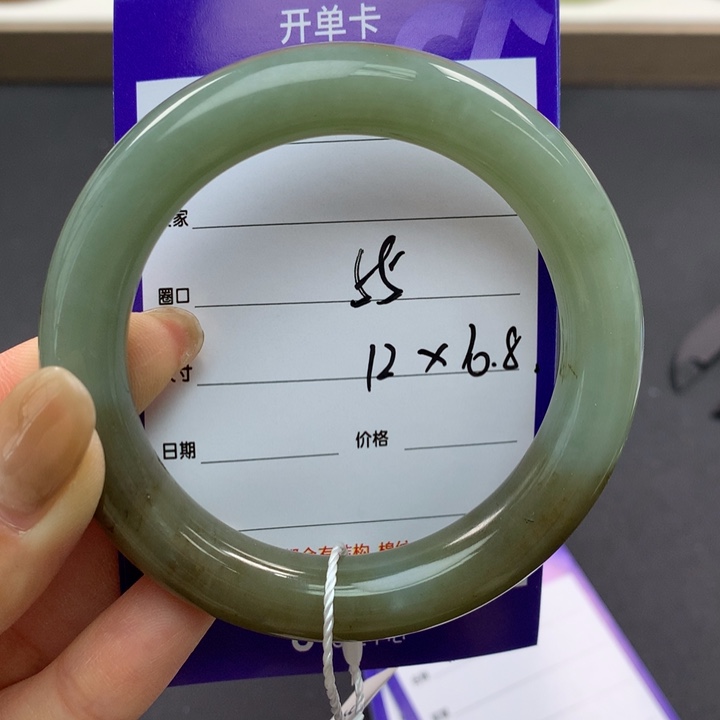 开单卡
家
圈口 55
寸 12×6.8
日期 价格